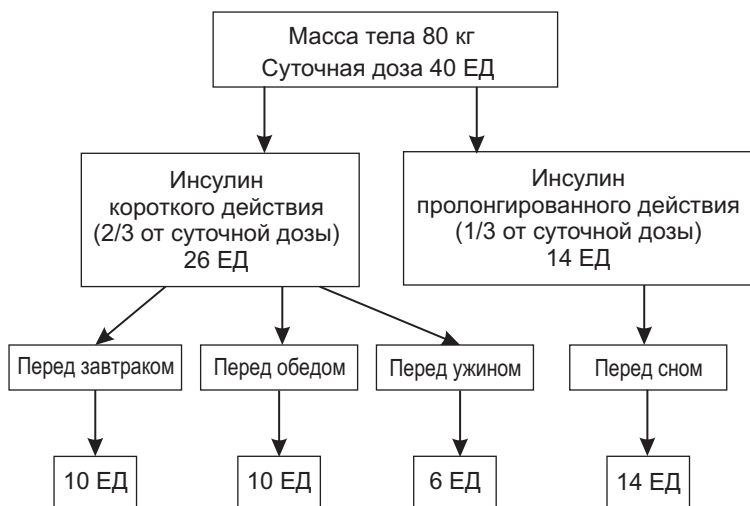 Масса тела 80 кг
Суточная доза 40 ЕД
Инсулин
короткого действия
(2/3 от суточной дозы)
26 ЕД
Инсулин
пролонгированного действия
(1/3 от суточной дозы)
14 ЕД
Перед завтраком
Перед обедом
Перед ужином
Перед сном
10 ЕД
10 ЕД
6 ЕД
14 ЕД